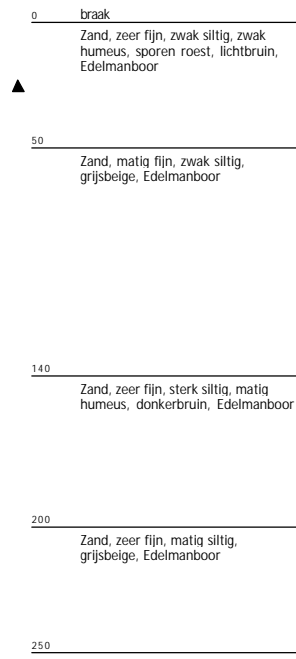 0 braak
Zand, zeer fijn, zwak siltig, zwak
humeus, sporen roest, lichtbruin,
Edelmanboor
50
Zand, matig fijn, zwak siltig,
grijsbeige, Edelmanboor
140
Zand, zeer fijn, sterk siltig, matig
humeus, donkerbruin, Edelmanboor
200
Zand, zeer fijn, matig siltig,
grijsbeige, Edelmanboor
250